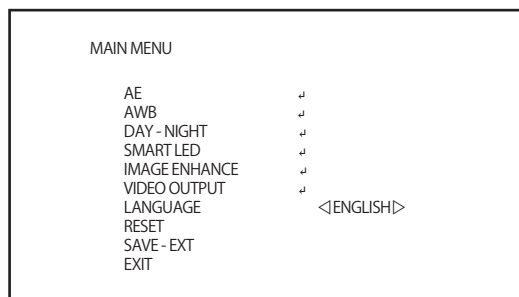 MAIN MENU
AE ↵
AWB ↵
DAY - NIGHT ↵
SMART LED ↵
IMAGE ENHANCE ↵
VIDEO OUTPUT ↵
LANGUAGE ◁ENGLISH▷
RESET
SAVE - EXT
EXIT